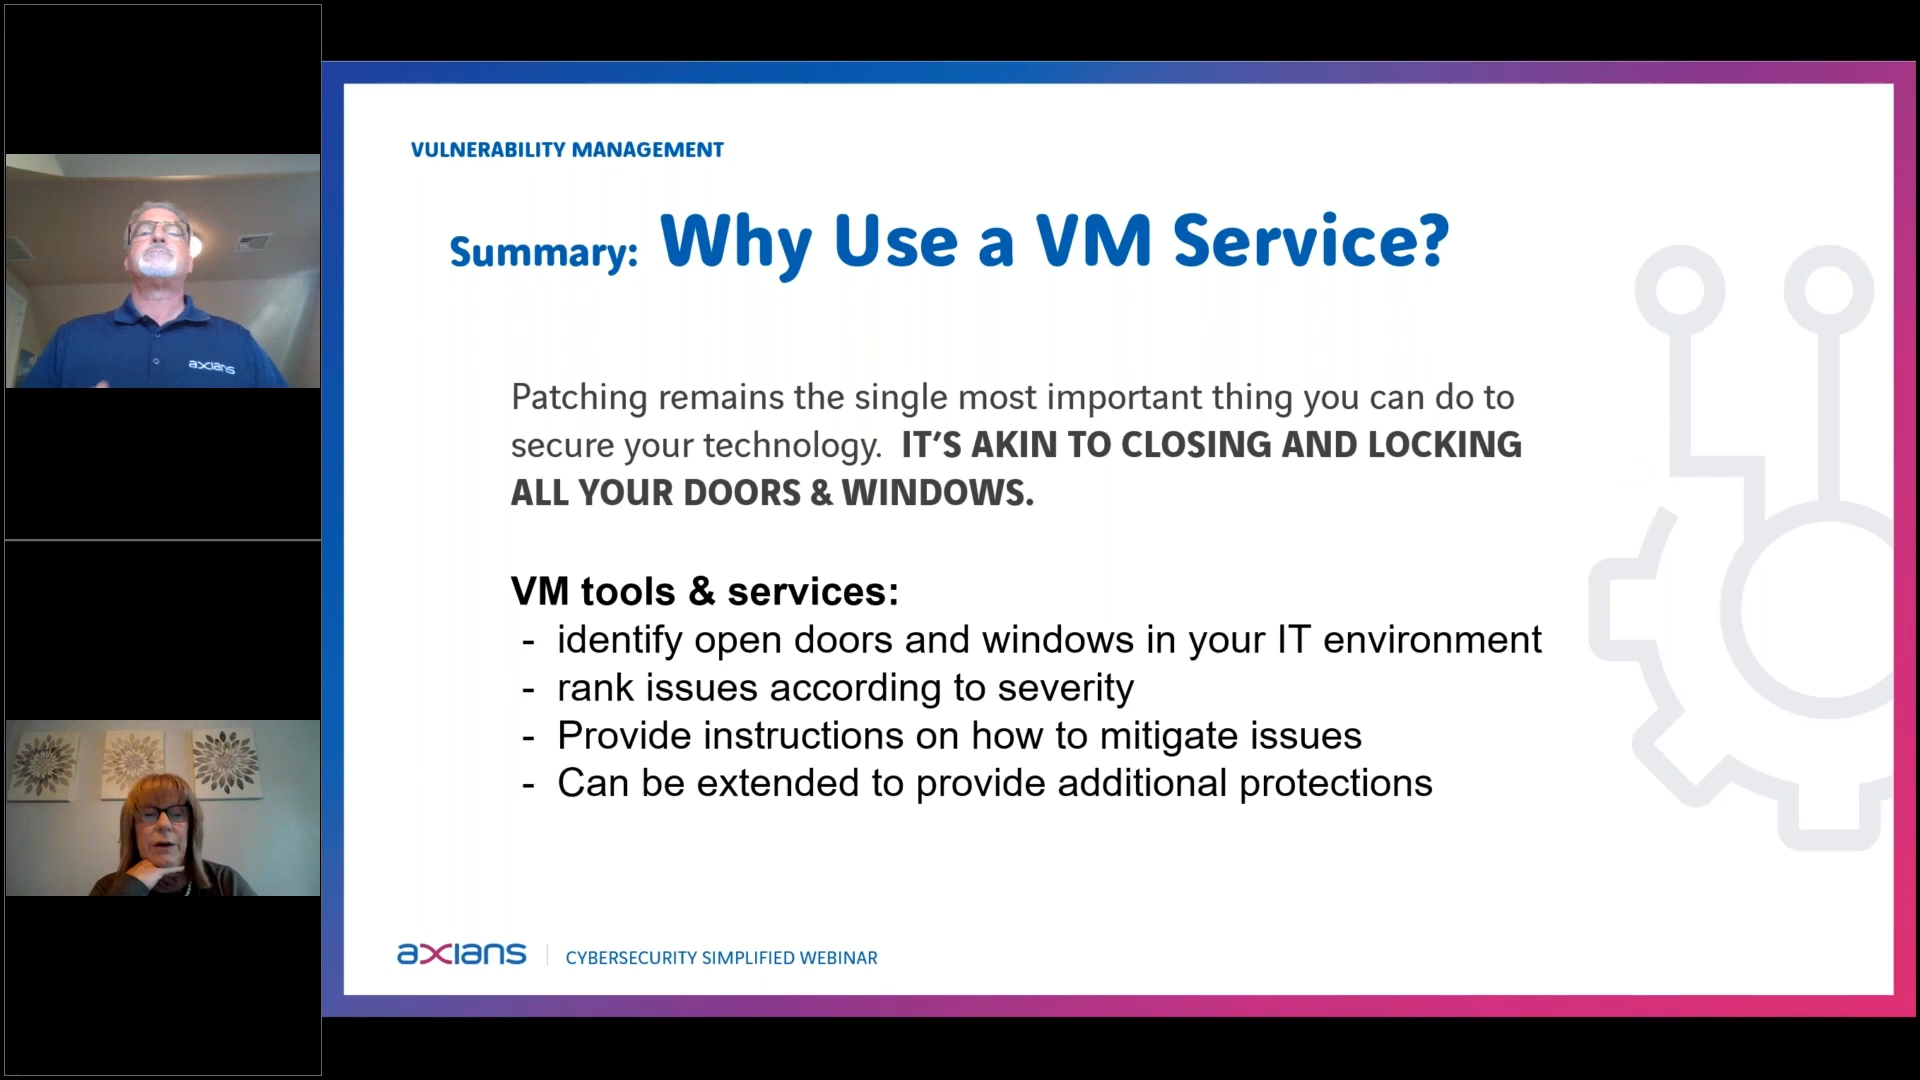 axians
VULNERABILITY MANAGEMENT
Summary: Why Use a VM Service?
Patching remains the single most important thing you can do to
secure your technology. IT’S AKIN TO CLOSING AND LOCKING
ALL YOUR DOORS & WINDOWS.
VM tools & services:
- identify open doors and windows in your IT environment
- rank issues according to severity
- Provide instructions on how to mitigate issues
- Can be extended to provide additional protections
axians
CYBERSECURITY SIMPLIFIED WEBINAR